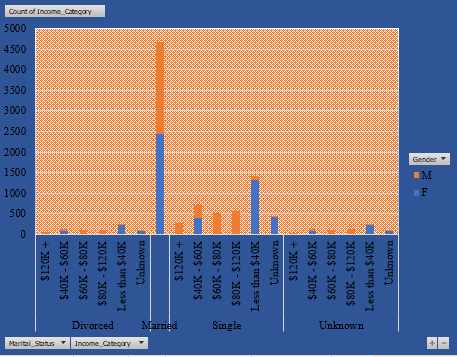 Count of Income_Category
5000
4500
4000
3500
3000
2500
2000
1500
1000
500
0
Gender
M
F
$120K +
$40K - $60K
$60K - $80K
$80K - $120K
Less than $40K
Unknown
$120K +
$40K - $60K
$60K - $80K
$80K - $120K
Less than $40K
Unknown
$120K +
$40K - $60K
$60K - $80K
$80K - $120K
Less than $40K
Unknown
Divorced Married Single Unknown
Marital_Status Income_Category + -